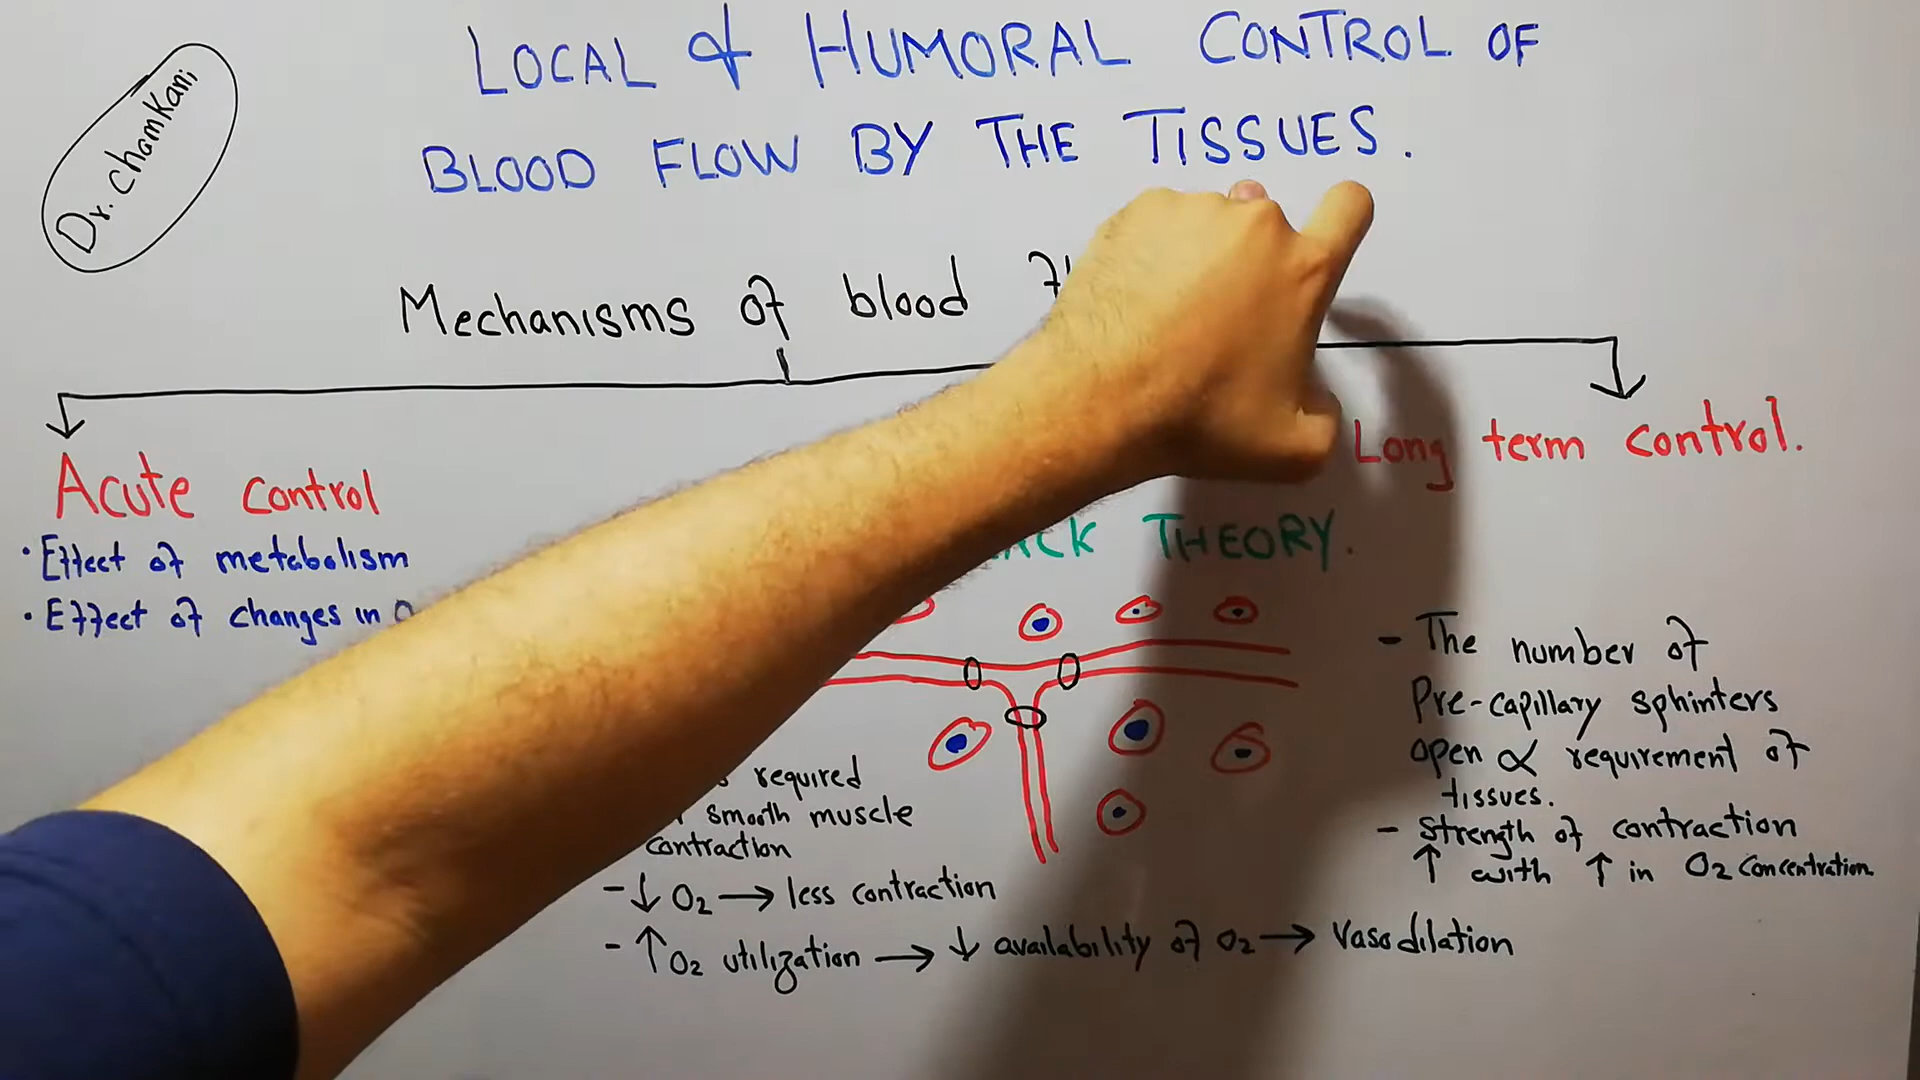 Dr. Chamkani
LOCAL & HUMORAL CONTROL OF
BLOOD FLOW BY THE TISSUES.
Mechanisms of blood
Acute control
Long term control.
• Effect of metabolism
• Effect of changes in
THEORY.
required
smooth muscle
contraction
- ↓ O2 → less contraction
- ↑ O2 utilization → ↓ availability of O2 → vasodilation
- The number of
Pre-capillary sphinters
open ∝ requirement of
tissues.
- Strength of contraction
↑ with ↑ in O2 concentration